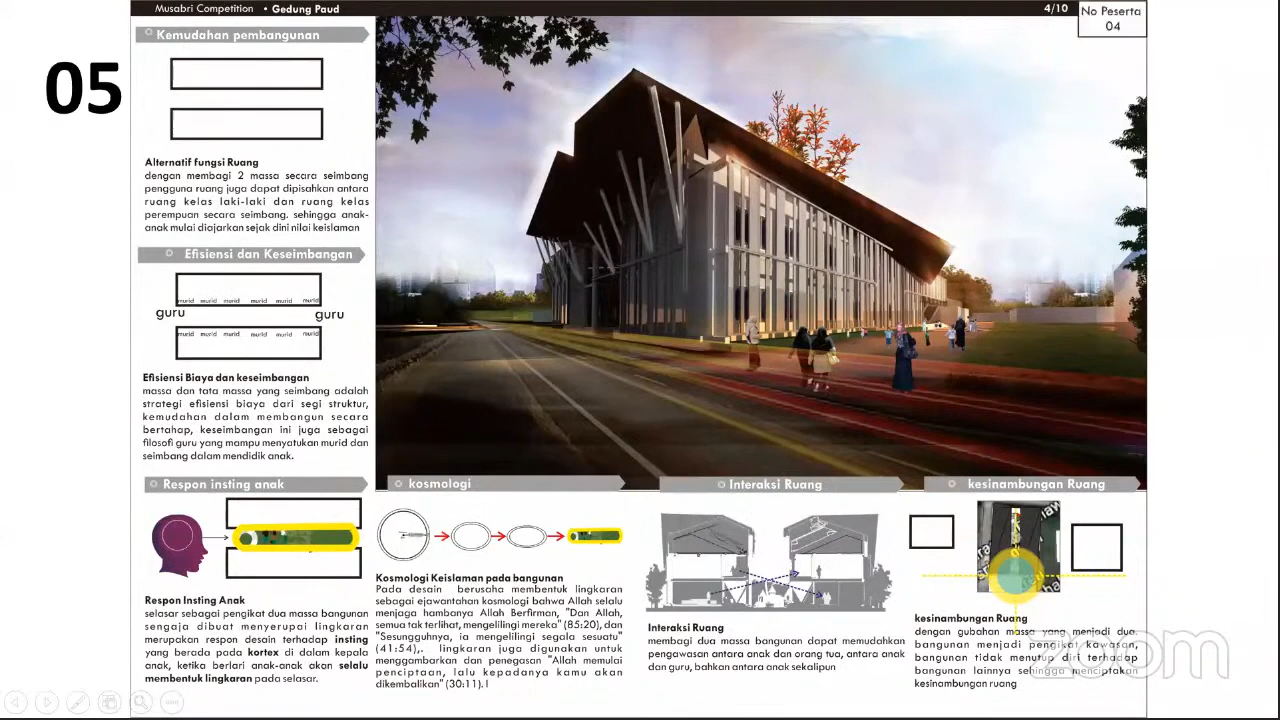 Musabri Competition • Gedung Paud
4/10
No Peserta
04
05
Kemudahan pembangunan
Alternatif fungsi Ruang
dengan membagi 2 massa secara seimbang
pengguna ruang juga dapat dipisahkan antara
ruang kelas laki-laki dan ruang kelas
perempuan secara seimbang. sehingga anak-
anak mulai diajarkan sejak dini nilai keislaman
Efisiensi dan Keseimbangan
murid murid murid murid murid murid
guru guru
murid murid murid murid murid murid
Efisiensi Biaya dan keseimbangan
massa dan tata massa yang seimbang adalah
strategi efisiensi biaya dari segi struktur,
kemudahan dalam membangun secara
bertahap, keseimbangan ini juga sebagai
filosofi guru yang mampu menyatukan murid dan
seimbang dalam mendidik anak.
Respon insting anak
Respon Insting Anak
selasar sebagai pengikat dua massa bangunan
sengaja dibuat menyerupai lingkaran
merupakan respon desain terhadap insting
yang berada pada kortex di dalam kepala
anak, ketika berlari anak-anak akan selalu
membentuk lingkaran pada selasar.
kosmologi
Kosmologi Keislaman pada bangunan
Pada desain berusaha membentuk lingkaran
sebagai ejawantahan kosmologi bahwa Allah selalu
menjaga hambanya Allah Berfirman, "Dan Allah,
semua tak terlihat, mengelilingi mereka" (85:20), dan
"Sesungguhnya, ia mengelilingi segala sesuatu"
(41:54),. lingkaran juga digunakan untuk
menggambarkan dan penegasan "Allah memulai
penciptaan, lalu kepadanya kamu akan
dikembalikan" (30:11). I
Interaksi Ruang
Interaksi Ruang
membagi dua massa bangunan dapat memudahkan
pengawasan antara anak dan orang tua, antara anak
dan guru, bahkan antara anak sekalipun
kesinambungan Ruang
kesinambungan Ruang
dengan gubahan massa yang menjadi dua
bangunan menjadi pengikat kawasan,
bangunan tidak menutup diri terhadap
bangunan lainnya sehingga menciptakan
kesinambungan ruang
zoom